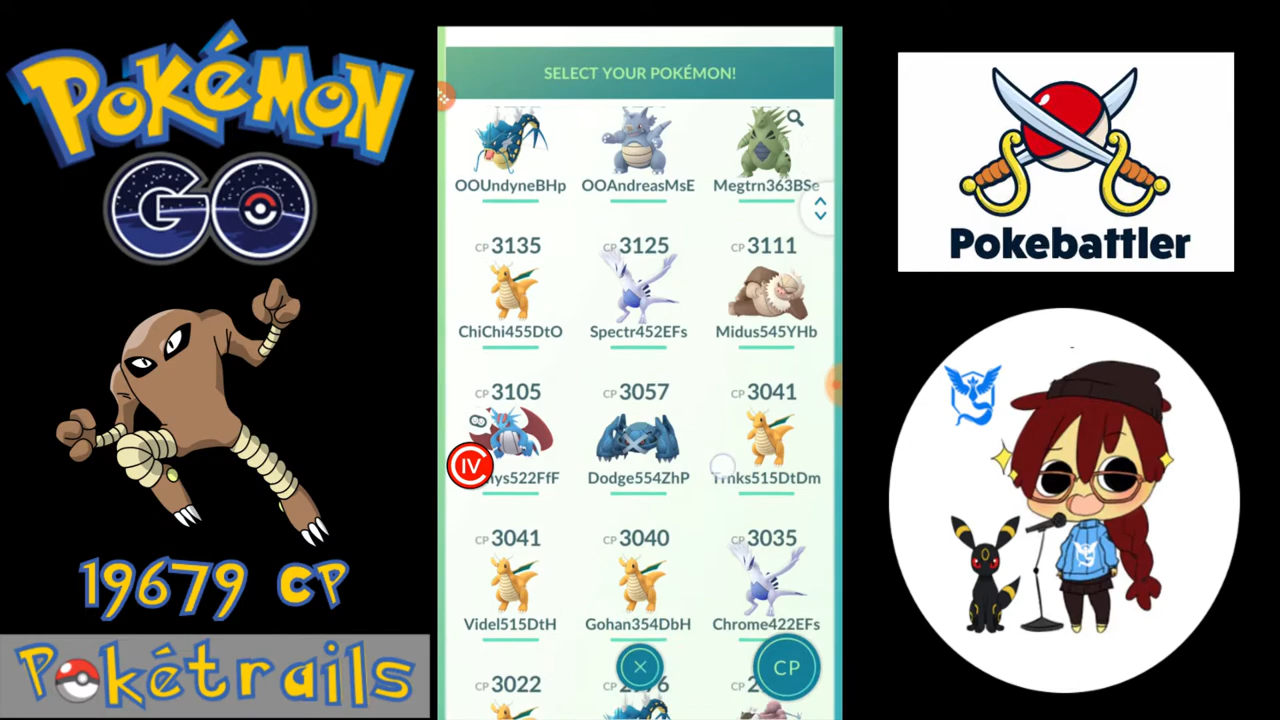 POKÉMON
GO
19679 CP
Pokétrails
SELECT YOUR POKÉMON!
OOUndyneBHp OOAndreasMsE Megtrn363BSe
CP 3135 CP 3125 CP 3111
ChiChi455DtO Spectr452EFs Midus545YHb
CP 3105 CP 3057 CP 3041
IV
ys522FfF Dodge554ZhP Trnks515DtDm
CP 3041 CP 3040 CP 3035
Videl515DtH Gohan354DbH Chrome422EFs
CP 3022
CP
Pokebattler